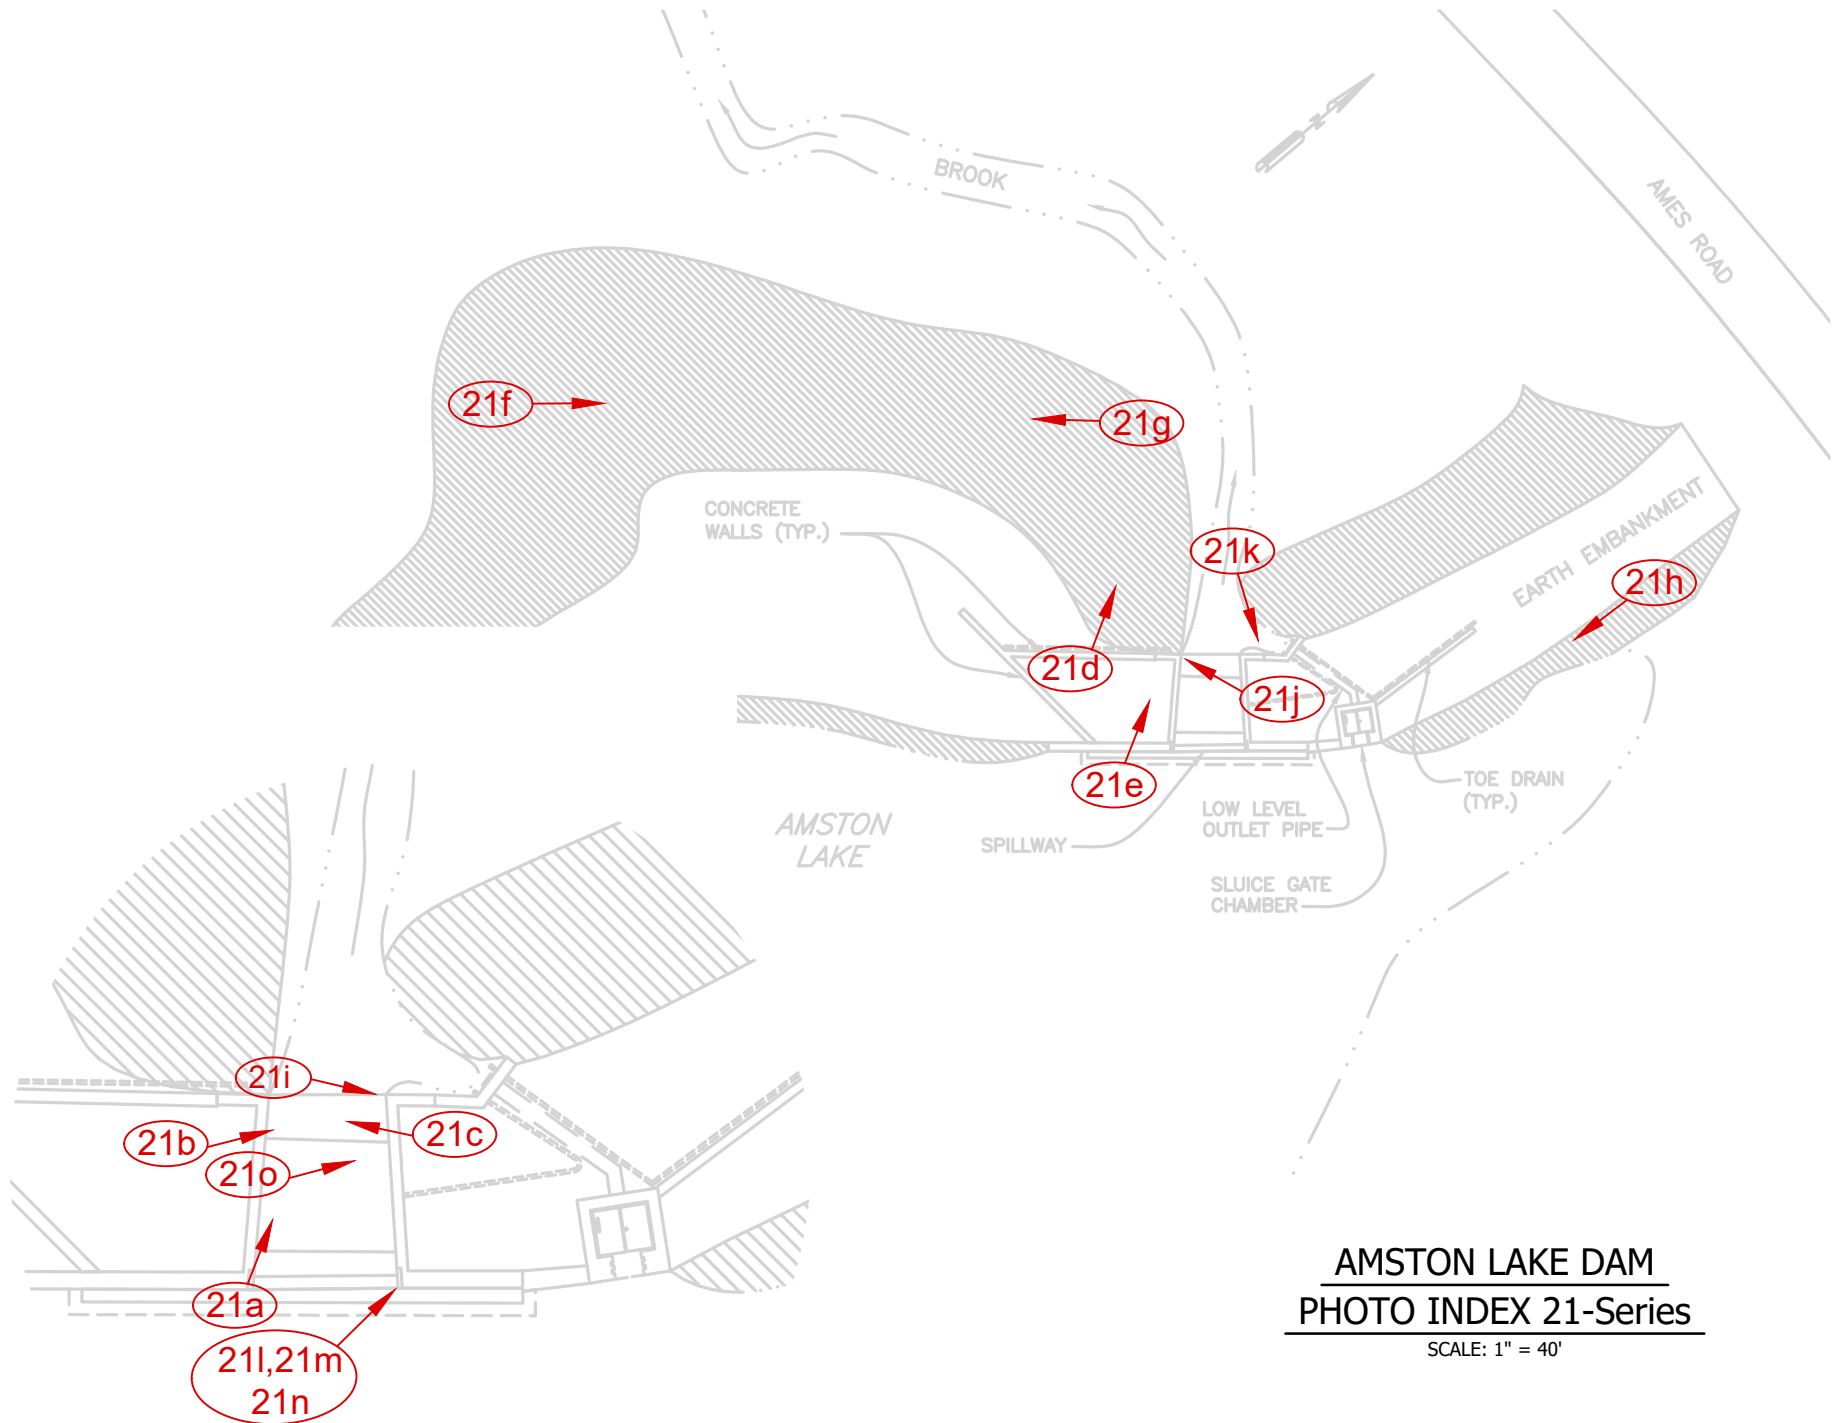 BROOK
N
AMES ROAD
21f
21g
CONCRETE
WALLS (TYP.)
21k
EARTH EMBANKMENT
21h
21d
21j
21e
TOE DRAIN
(TYP.)
LOW LEVEL
OUTLET PIPE
AMSTON
LAKE
SPILLWAY
SLUICE GATE
CHAMBER
21i
21b
21c
21o
21a
21l,21m
21n
AMSTON LAKE DAM
PHOTO INDEX 21-Series
SCALE: 1" = 40'